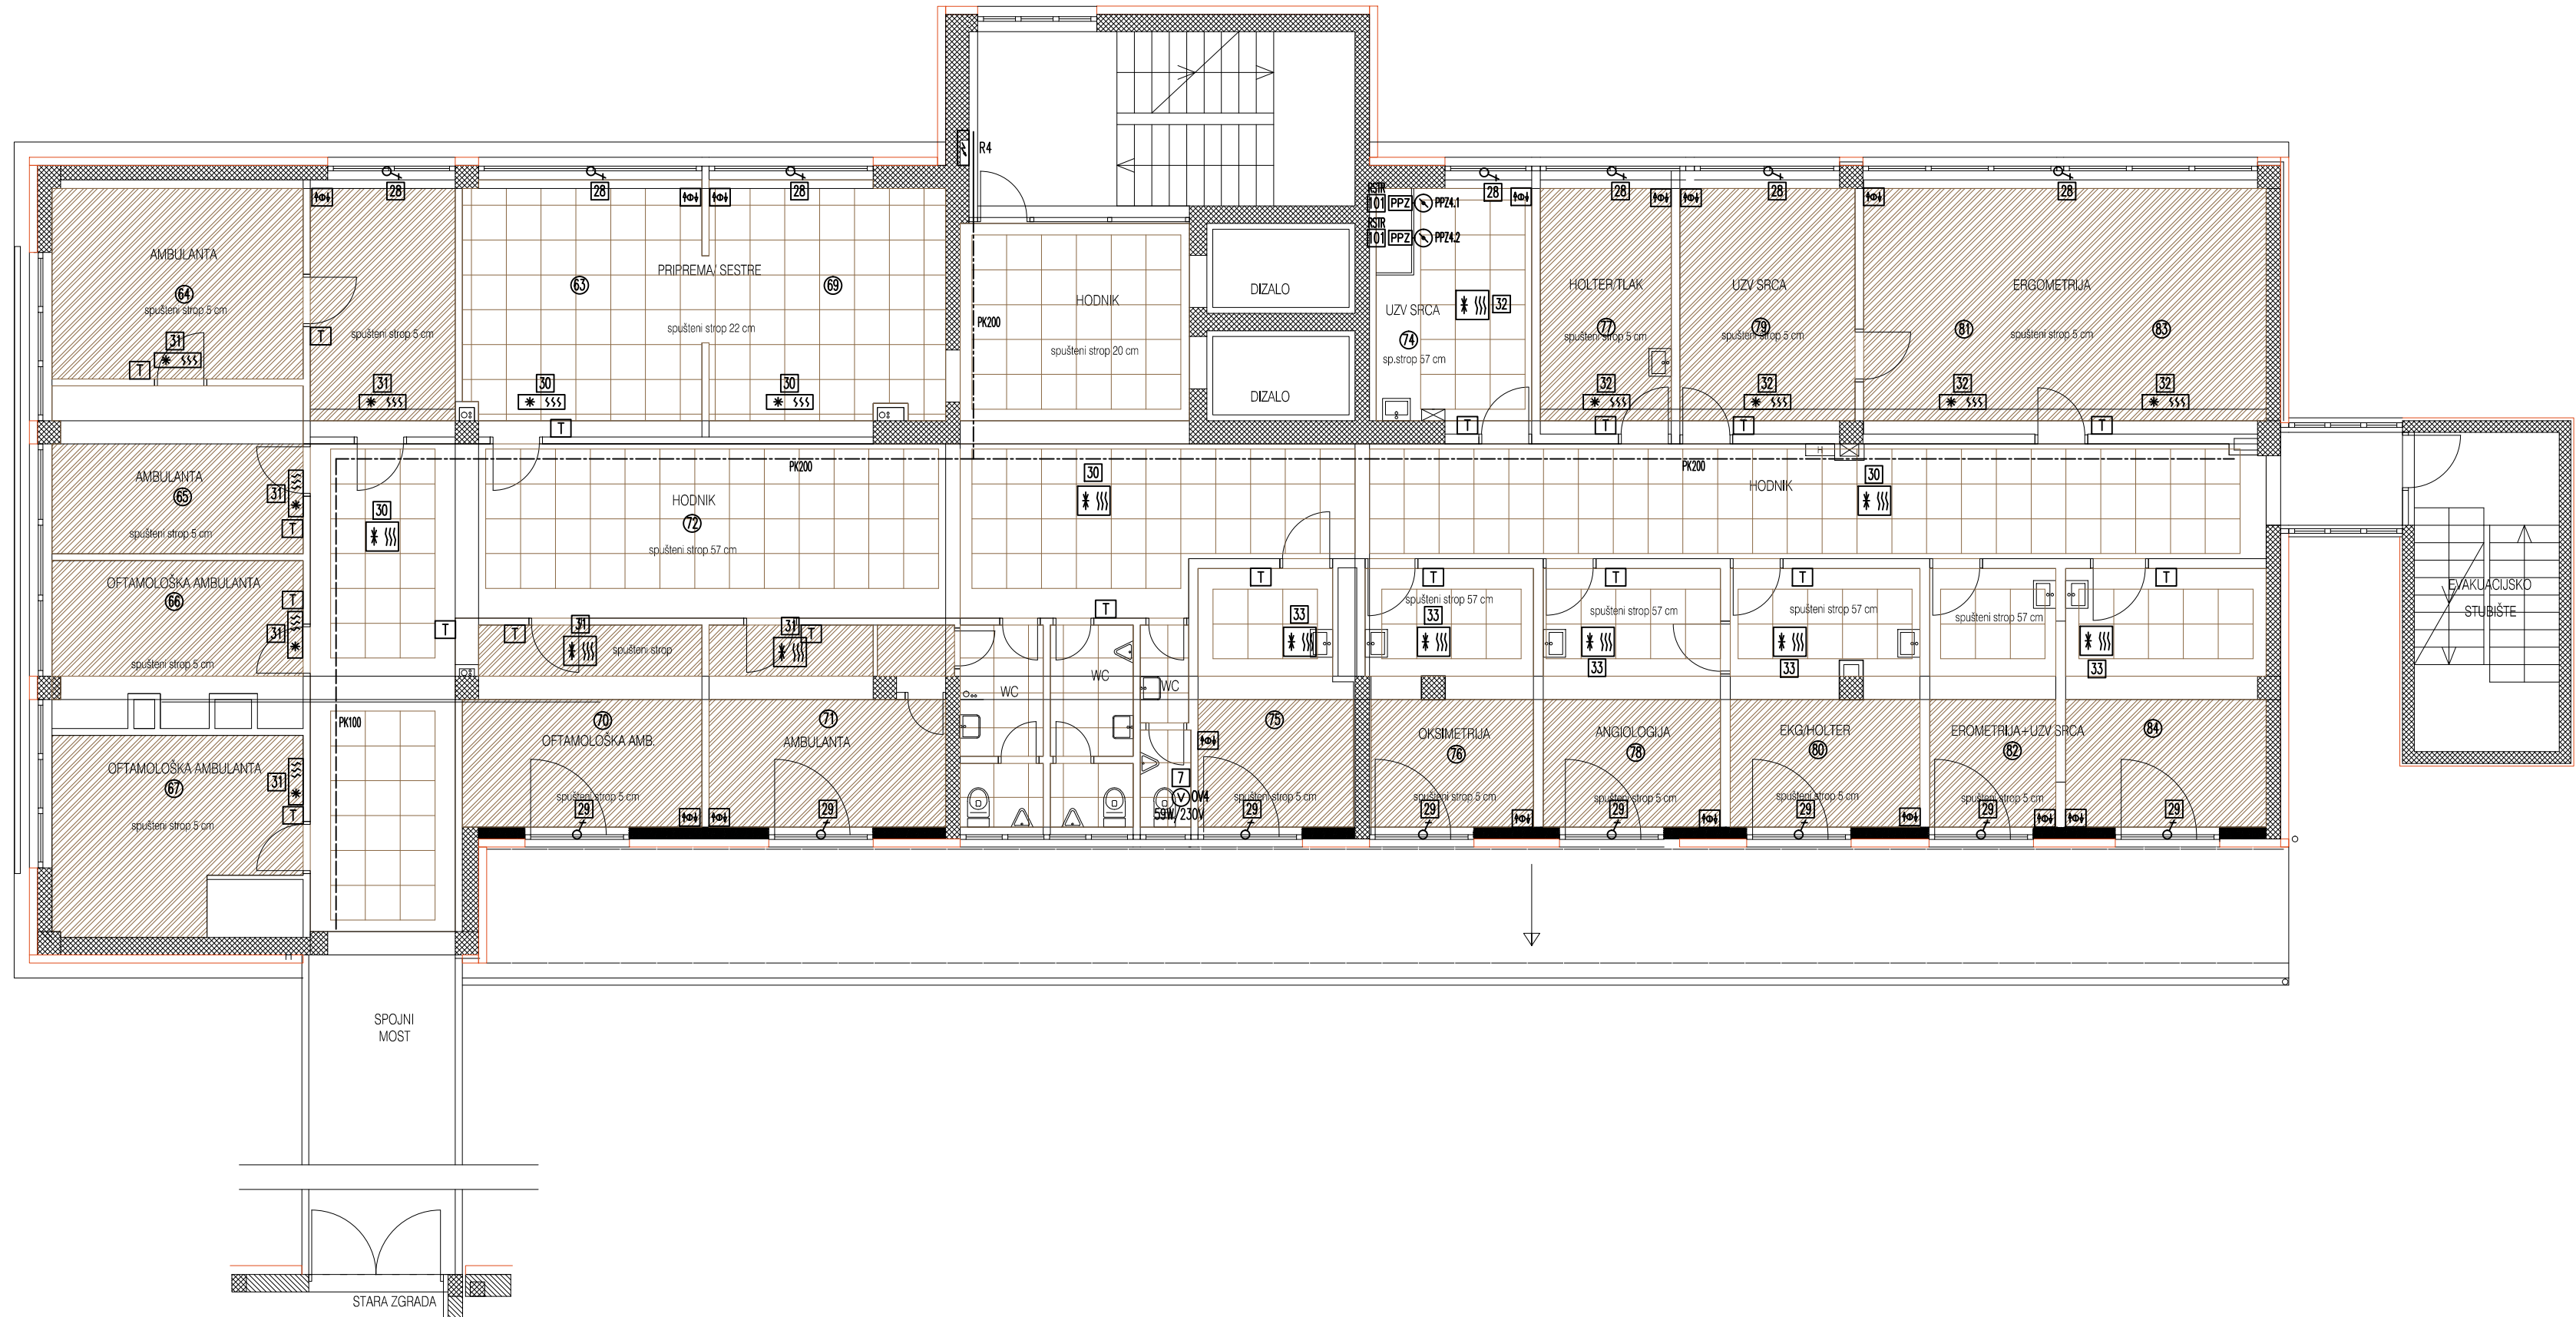 R4
28
28
28
AMBULANTA
64
spušteni strop 5 cm
31
T
T
spušteni strop 5 cm
31
63
PRIPREMA/ SESTRE
69
spušteni strop 22 cm
30
30
T
PK200
HODNIK
spušteni strop 20 cm
DIZALO
DIZALO
RSTR
101 PPZ PPZ4.1
RSTR
101 PPZ PPZ4.2
28
UZV SRCA
74
sp.strop 57 cm
32
T
28
HOLTER/TLAK
77
spušteni strop 5 cm
32
T
28
UZV SRCA
79
spušteni strop 5 cm
32
T
28
ERGOMETRIJA
81
83
spušteni strop 5 cm
32
32
T
AMBULANTA
65
31
T
spušteni strop 5 cm
30
PK200
HODNIK
72
spušteni strop 57 cm
30
PK200
H
HODNIK
30
OFTAMOLOŠKA AMBULANTA
66
T
31
spušteni strop 5 cm
T
T
31
spušteni strop
31
T
T
WC
WC
WC
T
33
T
spušteni strop 57 cm
33
T
spušteni strop 57 cm
33
T
spušteni strop 57 cm
33
spušteni strop 57 cm
T
33
EVAKUACIJSKO
STUBIŠTE
PK100
OFTAMOLOŠKA AMBULANTA
67
31
T
spušteni strop 5 cm
70
OFTAMOLOŠKA AMB.
spušteni strop 5 cm
29
71
AMBULANTA
29
7
V OV4
59W/230V
75
spušteni strop 5 cm
29
OKSIMETRIJA
76
spušteni strop 5 cm
29
ANGIOLOGIJA
78
spušteni strop 5 cm
29
EKG/HOLTER
80
spušteni strop 5 cm
29
EROMETRIJA+UZV SRCA
82
spušteni strop 5 cm
29
84
29
SPOJNI
MOST
STARA ZGRADA